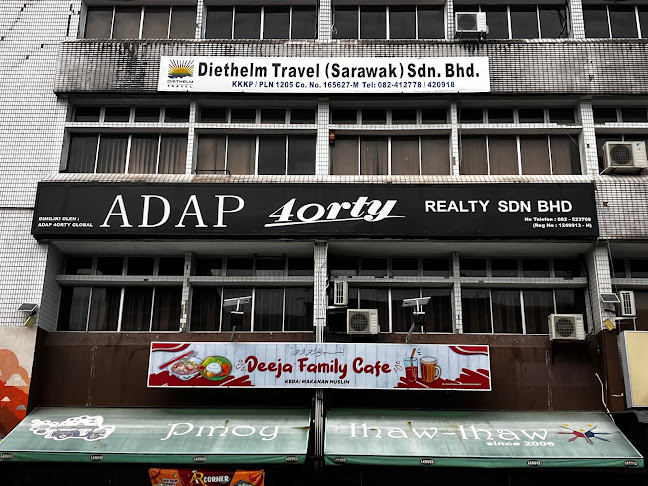 DIETHELM
TRAVEL
Diethelm Travel (Sarawak) Sdn. Bhd.
KKKP / PLN 1205 Co. No. 165627-M Tel: 082-412778 / 420918
DIMILIKI OLEH :
ADAP 4ORTY GLOBAL
ADAP 4orty REALTY SDN BHD
No Telefon : 082 - 523709
(Reg No : 1249913 - H)
Deeja Family Cafe
KEDAI MAKANAN MUSLIM
Pinoy Ihaw-Ihaw
since 2006
AR CORNER